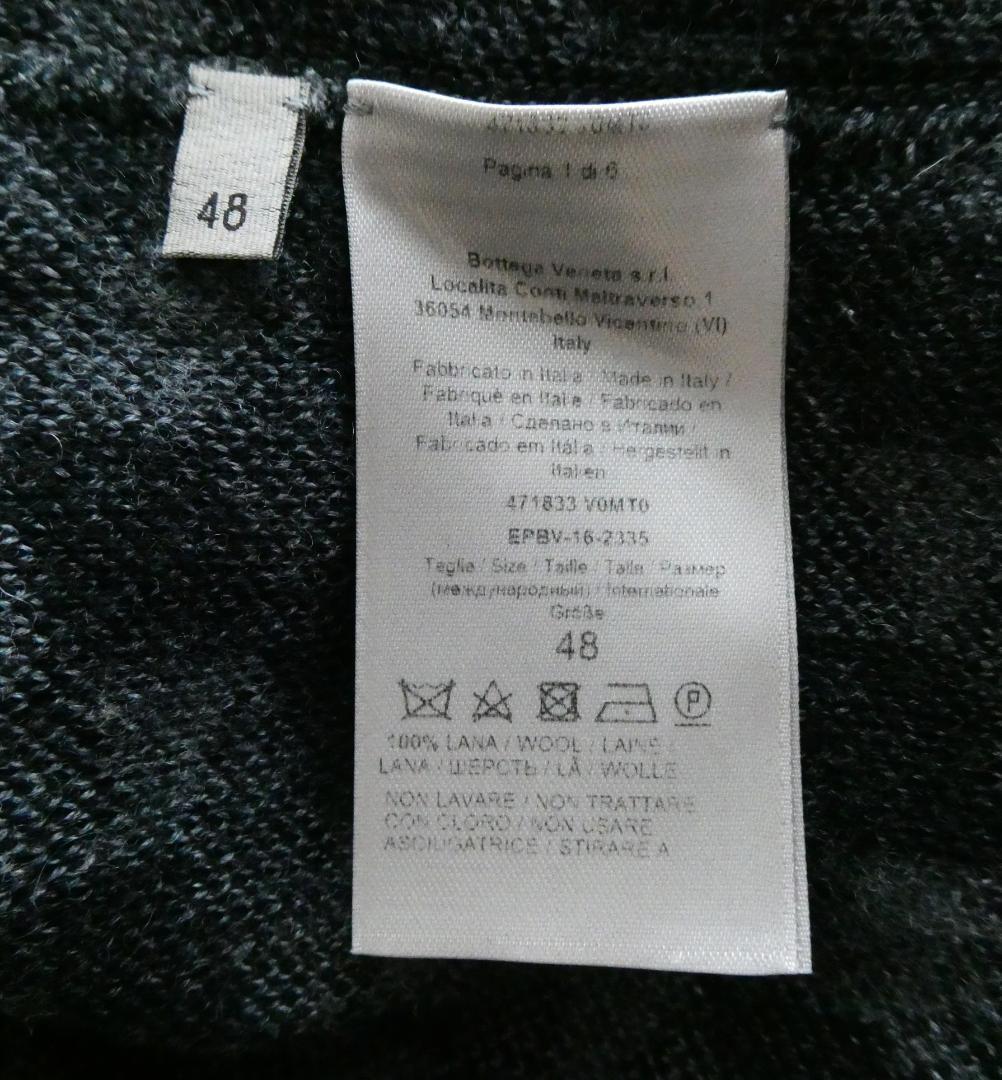 48
471833 V0MT0
Pagina 1 di 6
Bottega Veneta s.r.l.
Località Conti Maltraverso 1
36054 Montebello Vicentino (VI)
Italy
Fabbricato in Italia / Made in Italy /
Fabriqué en Italie / Fabricado en
Italia / Сделано в Италии /
Fabricado em Itália / Hergestellt in
Italien
471833 V0MT0
EPBV-16-2335
Taglia / Size / Taille / Talla / Размер
(международный) / Internationale
Größe
48
P
100% LANA / WOOL / LAINE /
LANA / ШЕРСТЬ / LÃ / WOLLE
NON LAVARE / NON TRATTARE
CON CLORO / NON USARE
ASCIUGATRICE / STIRARE A